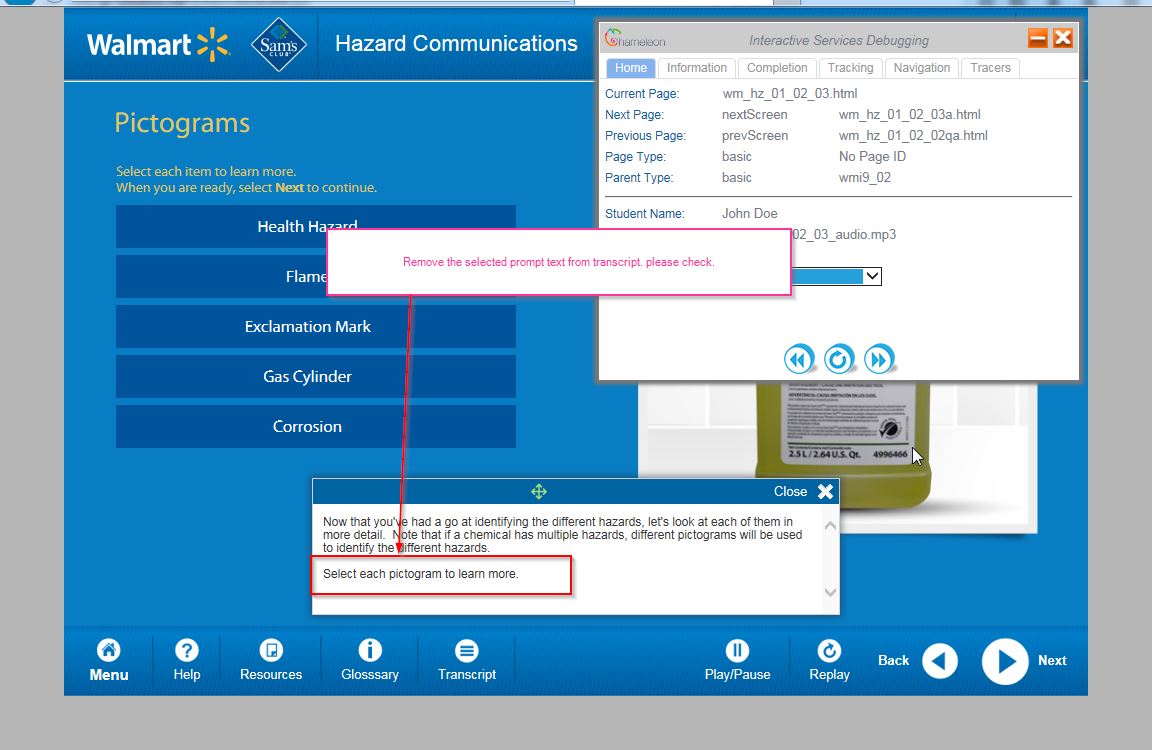 Walmart
Sam's
CLUB
Hazard Communications
Chameleon
Interactive Services Debugging
Home
Information
Completion
Tracking
Navigation
Tracers
Current Page: wm_hz_01_02_03.html
Next Page: nextScreen wm_hz_01_02_03a.html
Previous Page: prevScreen wm_hz_01_02_02qa.html
Page Type: basic No Page ID
Parent Type: basic wmi9_02
Student Name: John Doe
02_03_audio.mp3
Pictograms
Select each item to learn more.
When you are ready, select Next to continue.
Health Hazard
Flame
Exclamation Mark
Gas Cylinder
Corrosion
Remove the selected prompt text from transcript. please check.
ADVERTENCIA: CAUSA IRRITACIÓN EN LOS OJOS.
2.5 L / 2.64 U.S. Qt. 4996466
Close
Now that you've had a go at identifying the different hazards, let's look at each of them in
more detail. Note that if a chemical has multiple hazards, different pictograms will be used
to identify the different hazards.
Select each pictogram to learn more.
Menu
Help
Resources
Glosssary
Transcript
Play/Pause
Replay
Back
Next